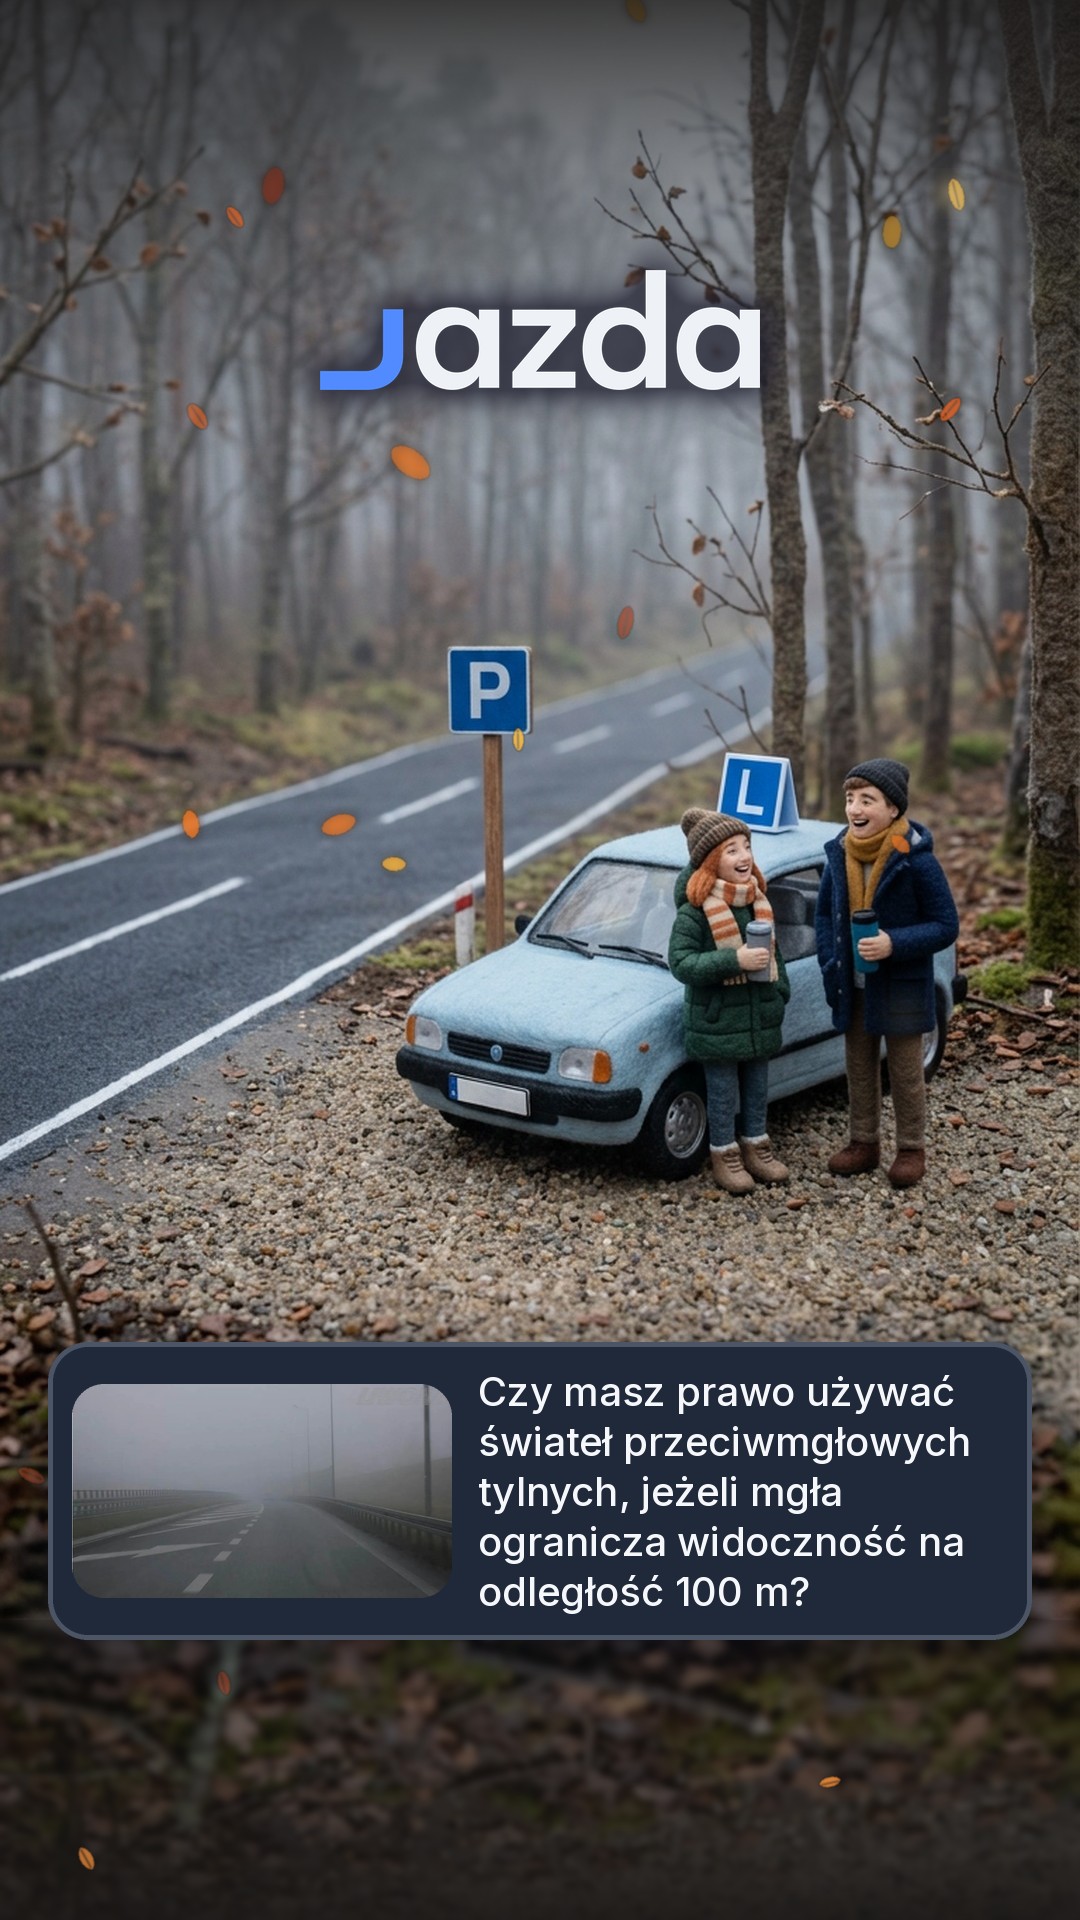 Jazda
P
L
Czy masz prawo używać
świateł przeciwmgłowych
tylnych, jeżeli mgła
ogranicza widoczność na
odległość 100 m?